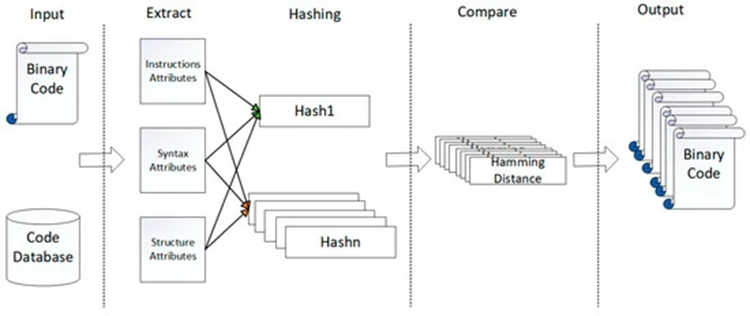 Input
Extract
Hashing
Compare
Output
Binary
Code
Instructions
Attributes
Hash1
Syntax
Attributes
Hamming
Distance
Binary
Code
Code
Database
Structure
Attributes
Hashn